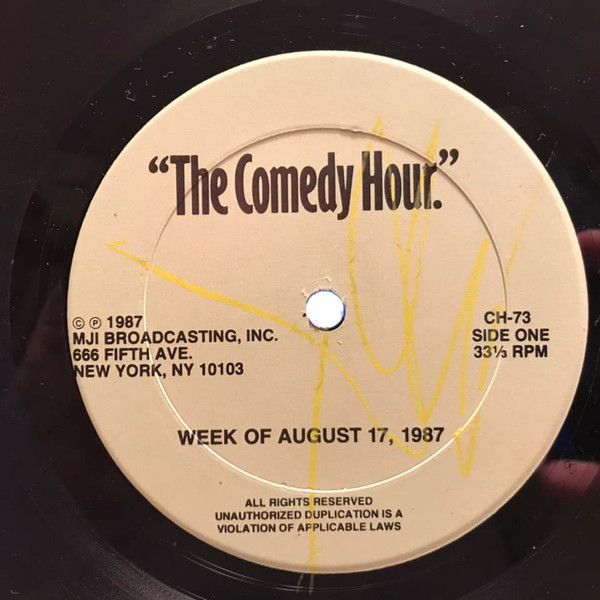 “The Comedy Hour.”
© ℗ 1987
MJI BROADCASTING, INC.
666 FIFTH AVE.
NEW YORK, NY 10103
CH-73
SIDE ONE
33⅓ RPM
WEEK OF AUGUST 17, 1987
ALL RIGHTS RESERVED
UNAUTHORIZED DUPLICATION IS A
VIOLATION OF APPLICABLE LAWS